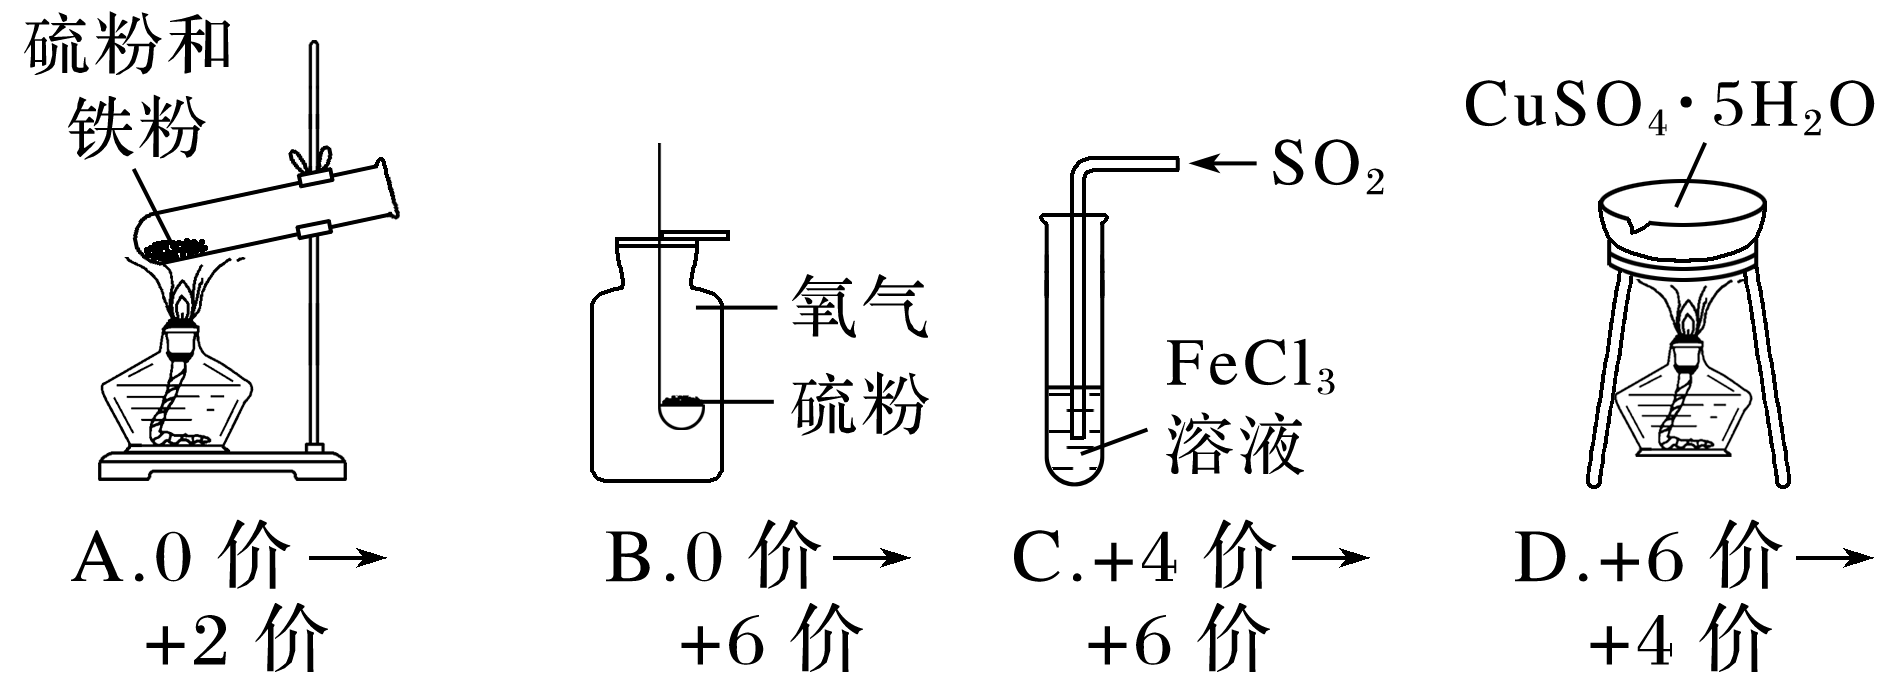 硫粉和
铁粉
CuSO₄·5H₂O
SO₂
氧气
硫粉
FeCl₃
溶液
A.0 价→
+2 价
B.0 价→
+6 价
C.+4 价→
+6 价
D.+6 价→
+4 价